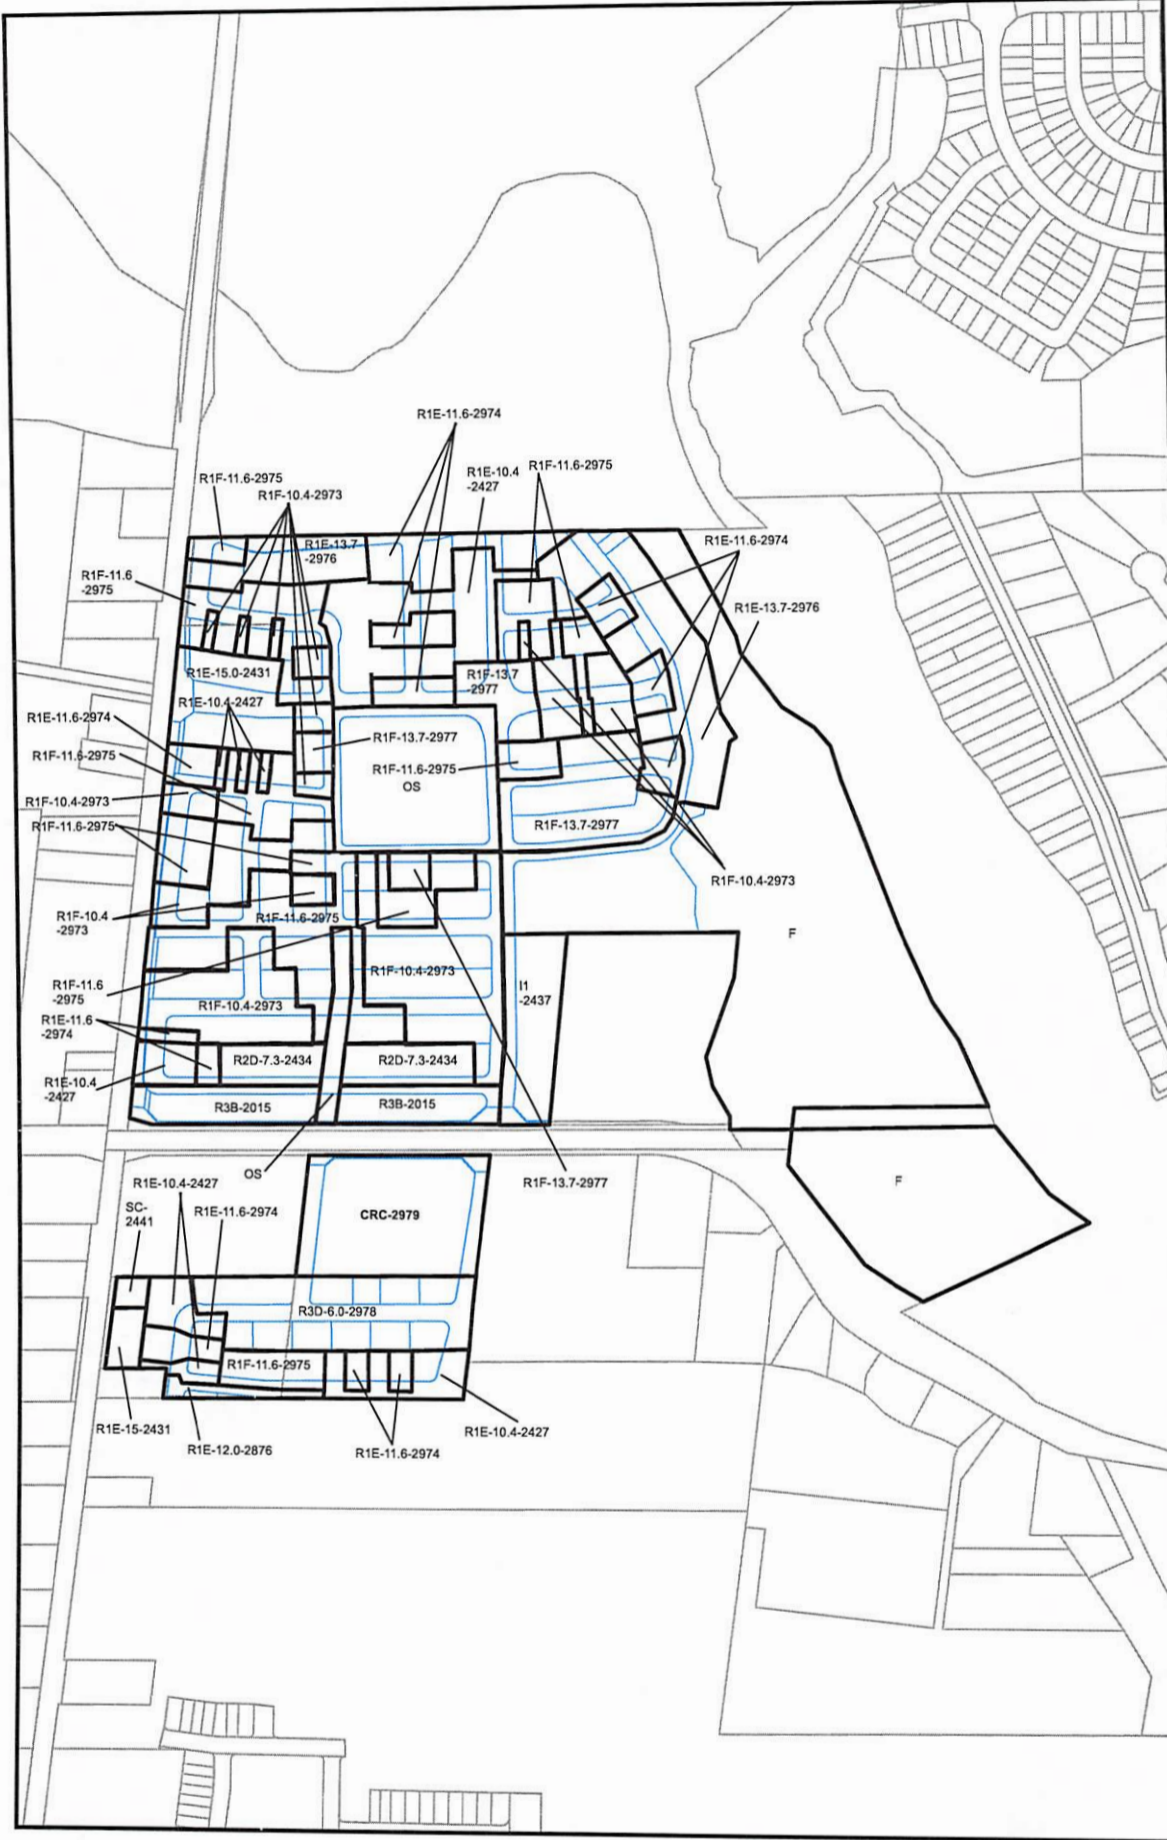 R1E-11.6-2974
R1F-11.6-2975
R1E-10.4
-2427
R1F-11.6-2975
R1F-10.4-2973
R1E-13.7
-2976
R1E-11.6-2974
R1F-11.6
-2975
R1E-13.7-2976
R1E-15.0-2431
R1F-13.7
-2977
R1E-10.4-2427
R1E-11.6-2974
R1F-13.7-2977
R1F-11.6-2975
R1F-11.6-2975
OS
R1F-10.4-2973
R1F-11.6-2975
R1F-13.7-2977
R1F-10.4-2973
R1F-10.4
-2973
R1F-11.6-2975
F
R1F-10.4-2973
R1F-11.6
-2975
I1
-2437
R1F-10.4-2973
R1E-11.6
-2974
R2D-7.3-2434
R2D-7.3-2434
R1E-10.4
-2427
R3B-2015
R3B-2015
OS
R1F-13.7-2977
F
R1E-10.4-2427
SC-
2441
R1E-11.6-2974
CRC-2979
R3D-6.0-2978
R1F-11.6-2975
R1E-15-2431
R1E-10.4-2427
R1E-12.0-2876
R1E-11.6-2974